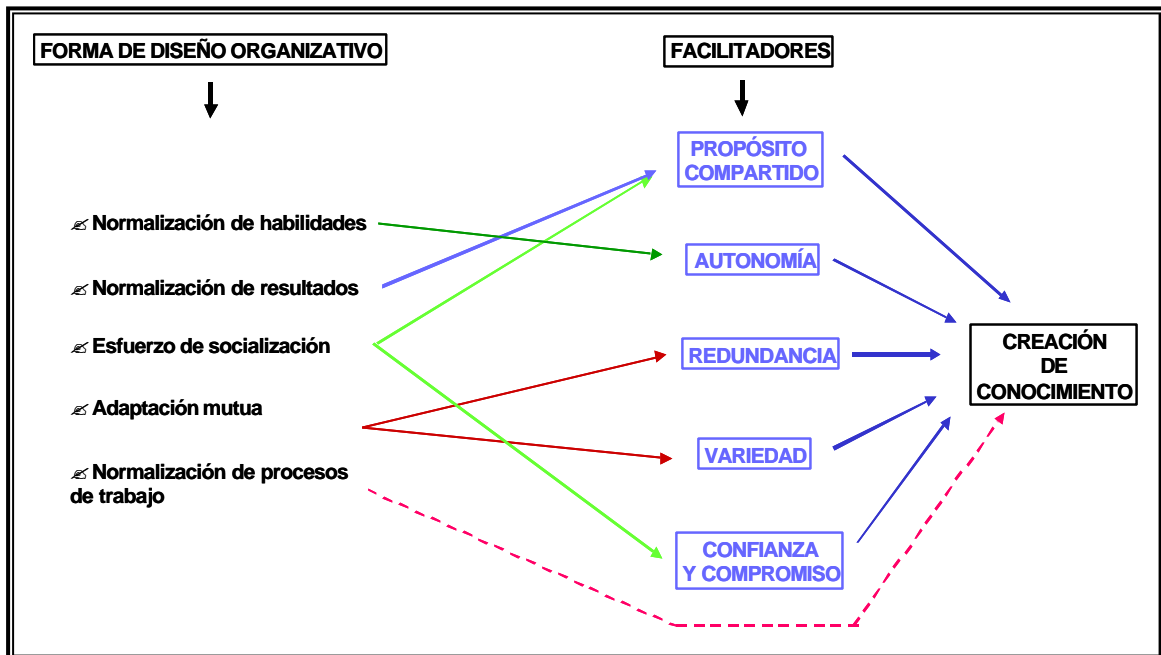 FORMA DE DISEÑO ORGANIZATIVO
✍ Normalización de habilidades
✍ Normalización de resultados
✍ Esfuerzo de socialización
✍ Adaptación mutua
✍ Normalización de procesos
de trabajo
FACILITADORES
PROPÓSITO
COMPARTIDO
AUTONOMÍA
REDUNDANCIA
VARIEDAD
CONFIANZA
Y COMPROMISO
CREACIÓN
DE
CONOCIMIENTO